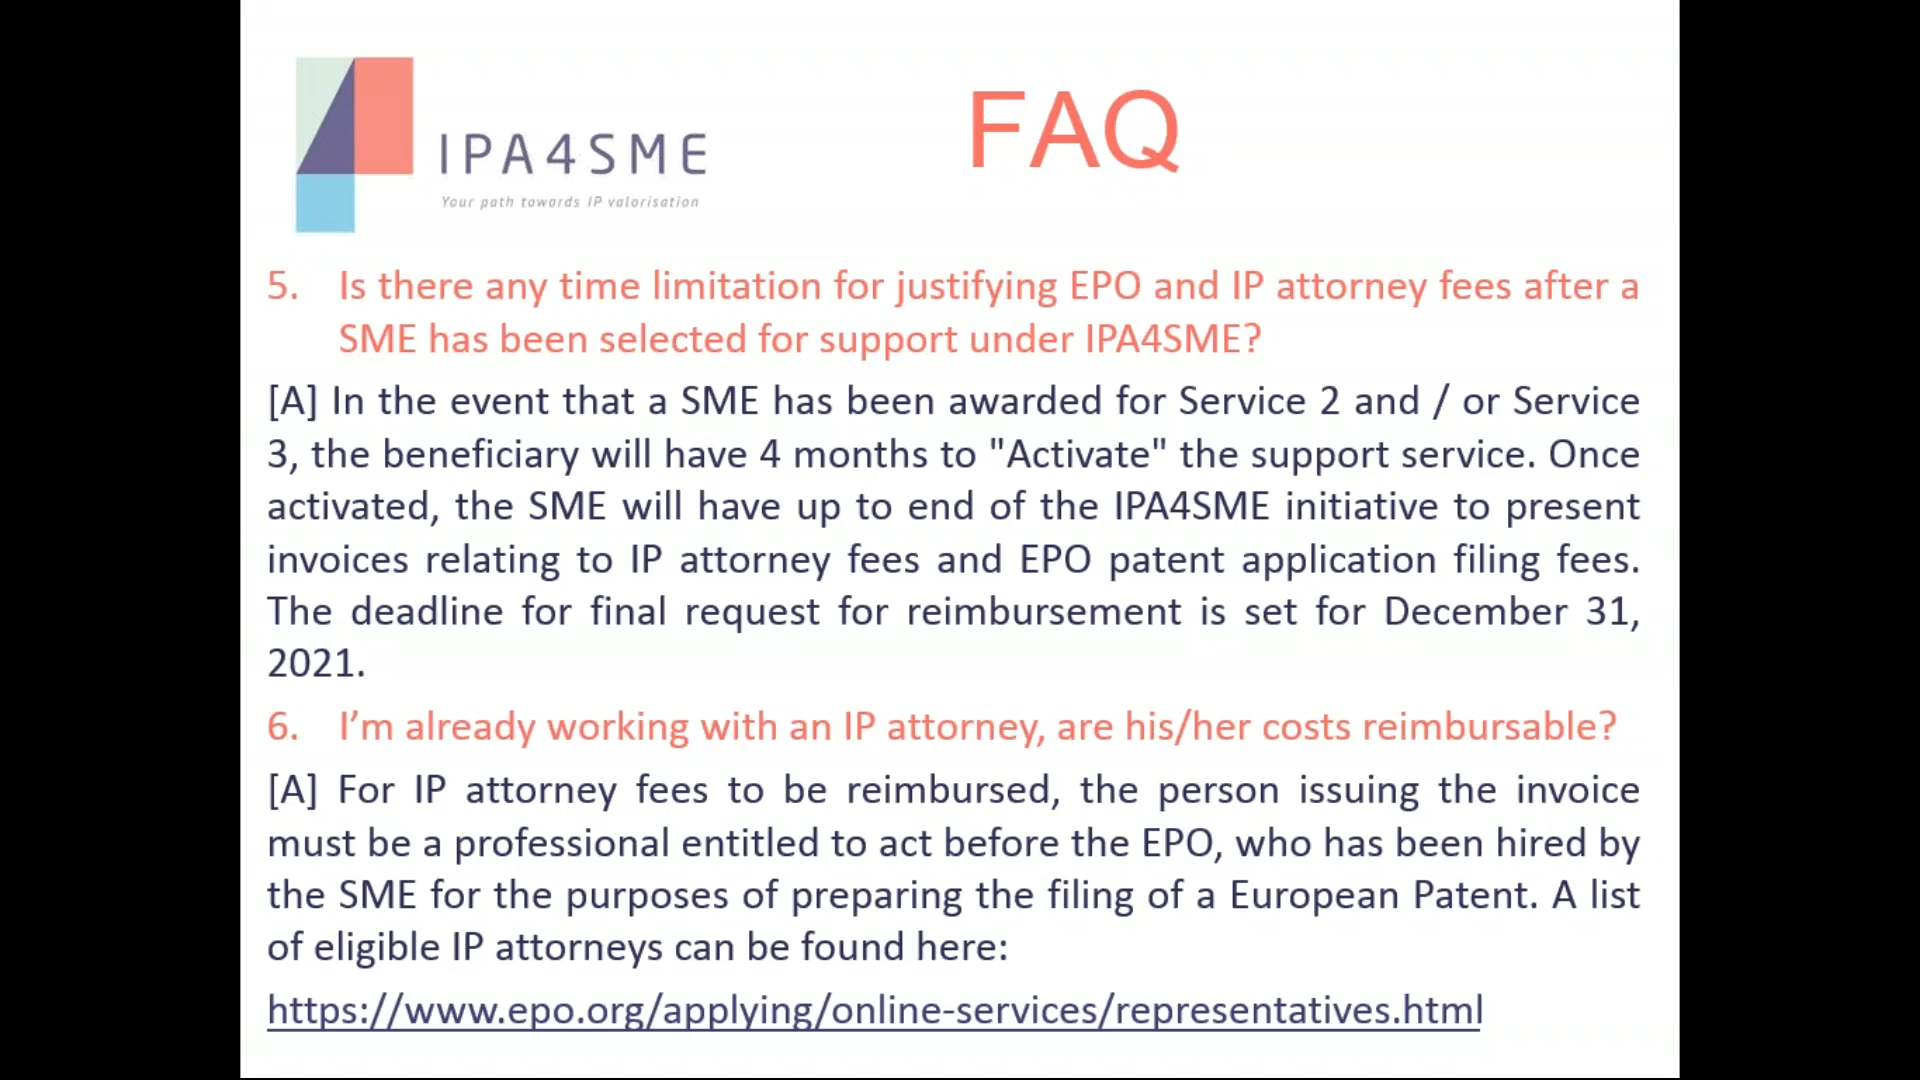 IPA4SME
Your path towards IP valorisation
FAQ
5. Is there any time limitation for justifying EPO and IP attorney fees after a
SME has been selected for support under IPA4SME?
[A] In the event that a SME has been awarded for Service 2 and / or Service
3, the beneficiary will have 4 months to "Activate" the support service. Once
activated, the SME will have up to end of the IPA4SME initiative to present
invoices relating to IP attorney fees and EPO patent application filing fees.
The deadline for final request for reimbursement is set for December 31,
2021.
6. I’m already working with an IP attorney, are his/her costs reimbursable?
[A] For IP attorney fees to be reimbursed, the person issuing the invoice
must be a professional entitled to act before the EPO, who has been hired by
the SME for the purposes of preparing the filing of a European Patent. A list
of eligible IP attorneys can be found here:
https://www.epo.org/applying/online-services/representatives.html